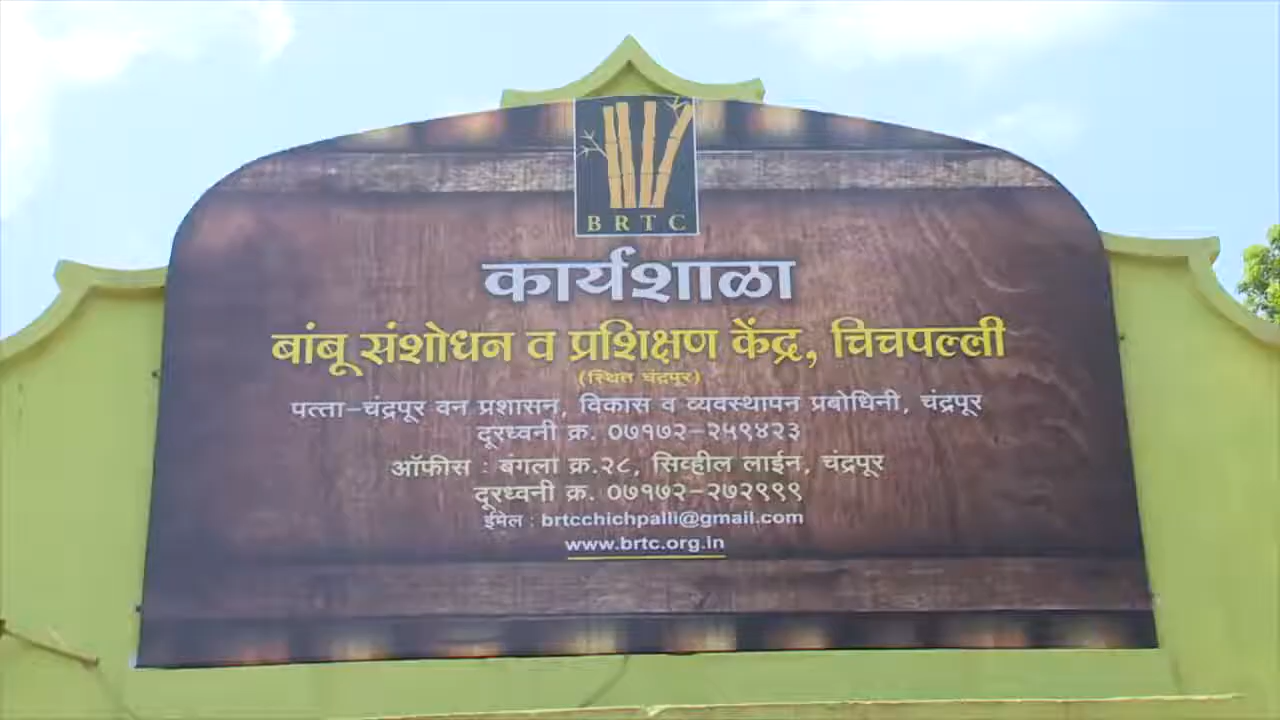 BRTC
कार्यशाळा
बांबू संशोधन व प्रशिक्षण केंद्र, चिचपल्ली
(स्थित चंद्रपूर)
पत्ता-चंद्रपूर वन प्रशासन, विकास व व्यवस्थापन प्रबोधिनी, चंद्रपूर
दूरध्वनी क्र. ०७१७२-२५९४२३
ऑफीस : बंगला क्र.२८, सिव्हील लाईन, चंद्रपूर
दूरध्वनी क्र. ०७१७२-२७२९९९
ईमेल : brtcchichpalli@gmail.com
www.brtc.org.in